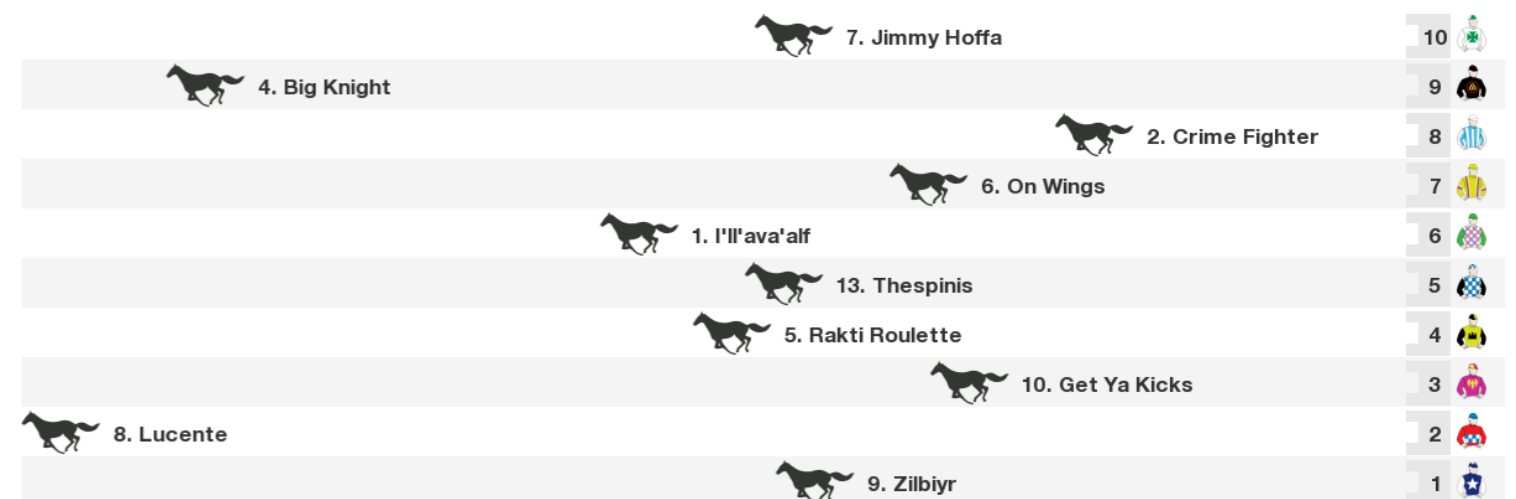 7. Jimmy Hoffa 10
4. Big Knight 9
2. Crime Fighter 8
6. On Wings 7
1. I'll'ava'alf 6
13. Thespinis 5
5. Rakti Roulette 4
10. Get Ya Kicks 3
8. Lucente 2
9. Zilbiyr 1